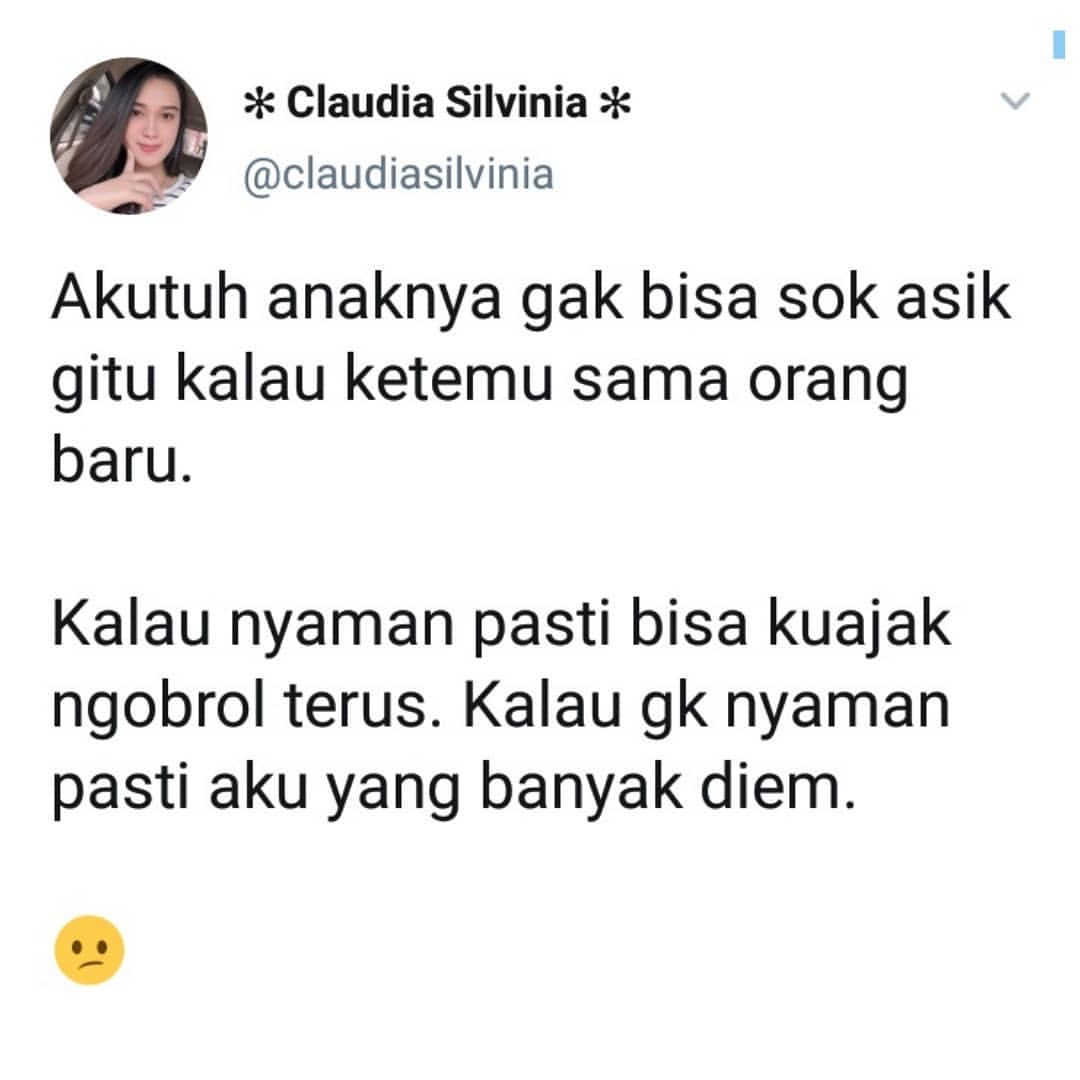 ✻ Claudia Silvinia ✻
@claudiasilvinia
Akutuh anaknya gak bisa sok asik
gitu kalau ketemu sama orang
baru.
Kalau nyaman pasti bisa kuajak
ngobrol terus. Kalau gk nyaman
pasti aku yang banyak diem.
😕